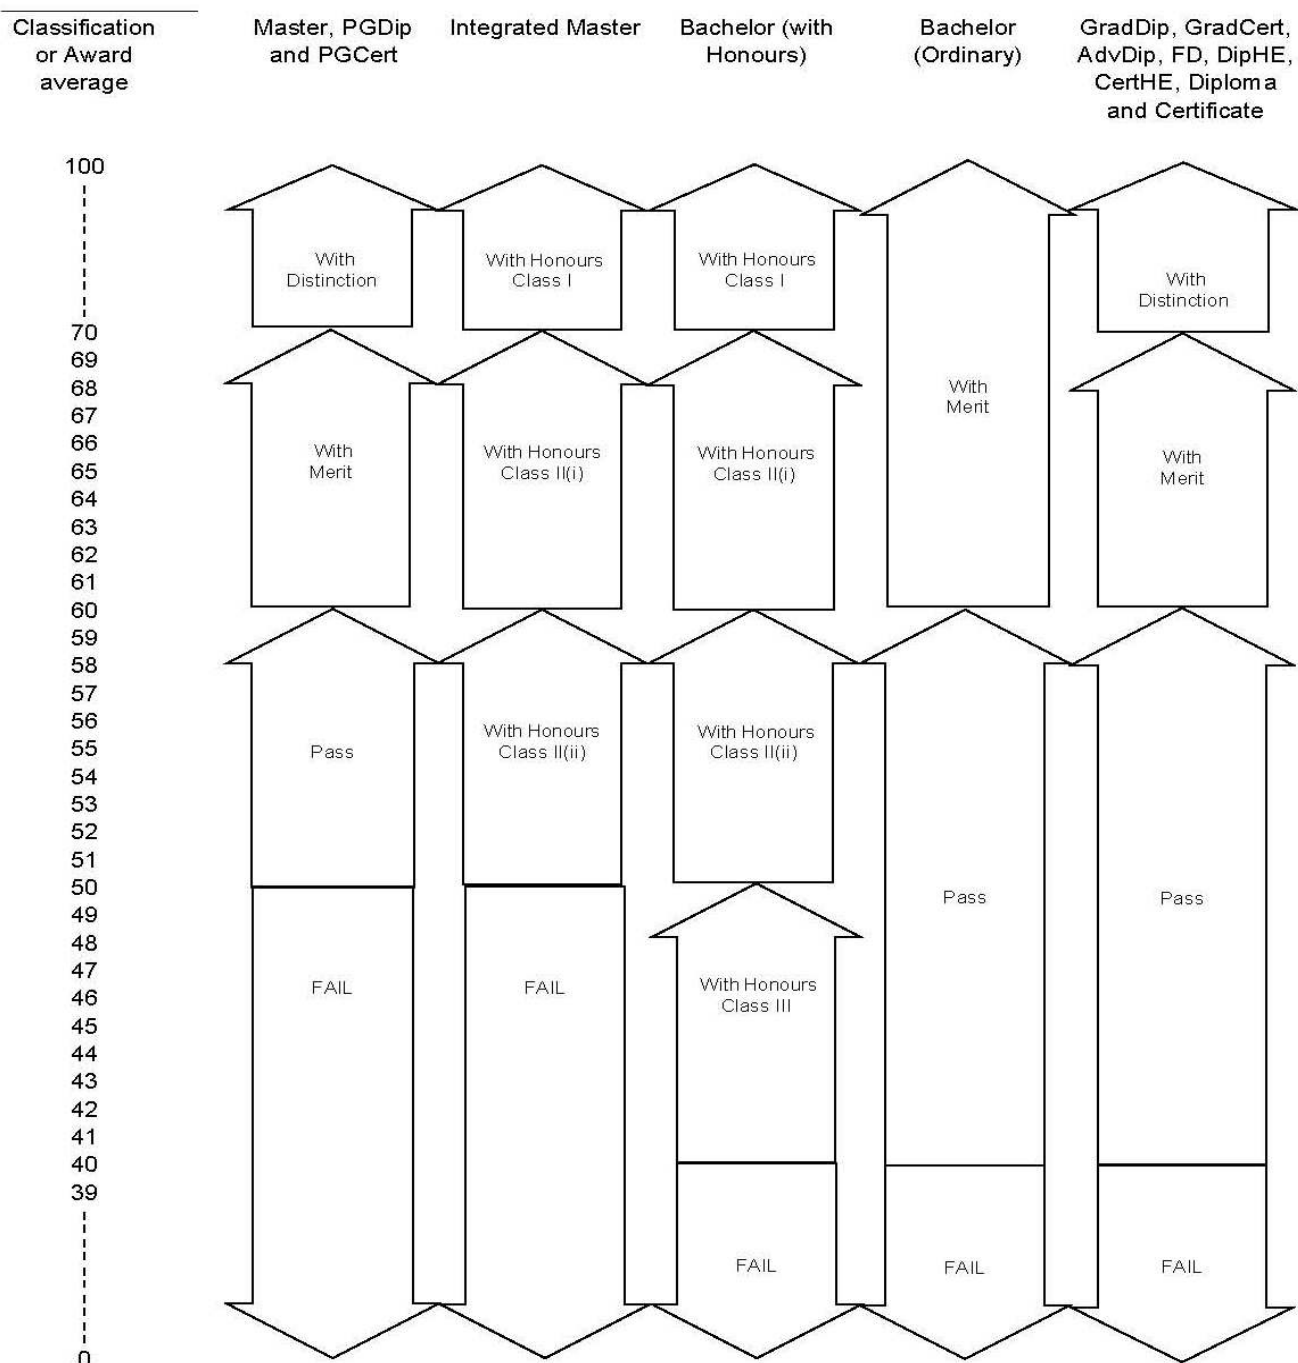 Classification
or Award
average
Master, PGDip
and PGCert
Integrated Master
Bachelor (with
Honours)
Bachelor
(Ordinary)
GradDip, GradCert,
AdvDip, FD, DipHE,
CertHE, Diploma
and Certificate
100
With
Distinction
With Honours
Class I
With Honours
Class I
With
Distinction
70
69
68
67
66
65
64
63
62
61
With
Merit
With Honours
Class II(i)
With Honours
Class II(i)
With
Merit
With
Merit
60
59
58
57
56
55
54
53
52
51
Pass
With Honours
Class II(ii)
With Honours
Class II(ii)
Pass
Pass
50
49
48
47
46
45
44
43
42
41
FAIL
FAIL
With Honours
Class III
40
39
FAIL
FAIL
FAIL
0